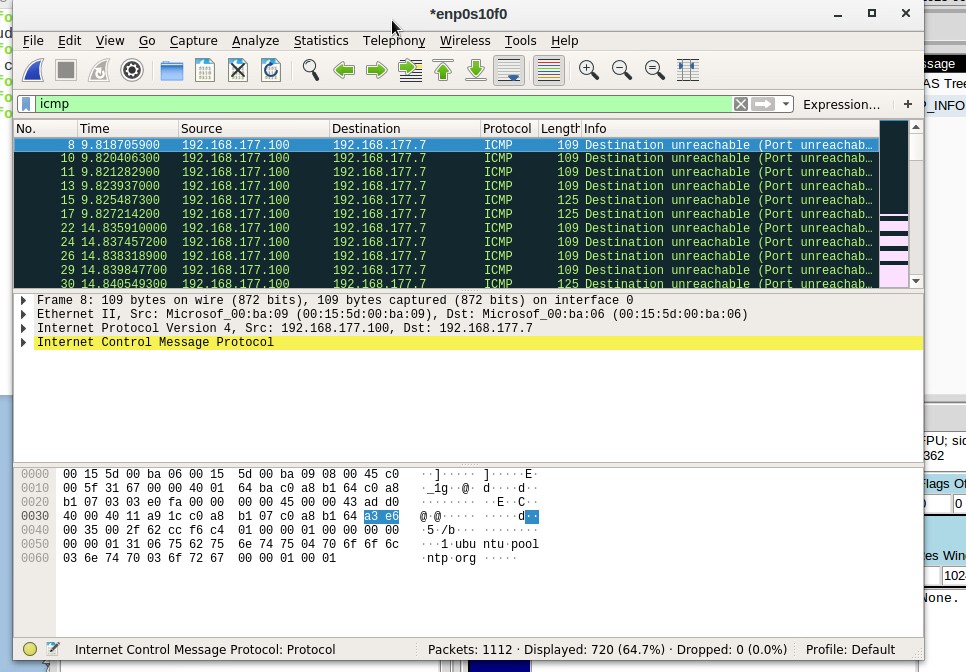 *enp0s10f0
File Edit View Go Capture Analyze Statistics Telephony Wireless Tools Help
icmp Expression… +
No. Time Source Destination Protocol Length Info
8 9.818705900 192.168.177.100 192.168.177.7 ICMP 109 Destination unreachable (Port unreachab…
10 9.820406300 192.168.177.100 192.168.177.7 ICMP 109 Destination unreachable (Port unreachab…
11 9.821282900 192.168.177.100 192.168.177.7 ICMP 109 Destination unreachable (Port unreachab…
13 9.823937000 192.168.177.100 192.168.177.7 ICMP 109 Destination unreachable (Port unreachab…
15 9.825487300 192.168.177.100 192.168.177.7 ICMP 125 Destination unreachable (Port unreachab…
17 9.827214200 192.168.177.100 192.168.177.7 ICMP 125 Destination unreachable (Port unreachab…
22 14.835910000 192.168.177.100 192.168.177.7 ICMP 109 Destination unreachable (Port unreachab…
24 14.837457200 192.168.177.100 192.168.177.7 ICMP 109 Destination unreachable (Port unreachab…
26 14.838318900 192.168.177.100 192.168.177.7 ICMP 109 Destination unreachable (Port unreachab…
29 14.839847700 192.168.177.100 192.168.177.7 ICMP 109 Destination unreachable (Port unreachab…
30 14.840549300 192.168.177.100 192.168.177.7 ICMP 125 Destination unreachable (Port unreachab…
Frame 8: 109 bytes on wire (872 bits), 109 bytes captured (872 bits) on interface 0
Ethernet II, Src: Microsof_00:ba:09 (00:15:5d:00:ba:09), Dst: Microsof_00:ba:06 (00:15:5d:00:ba:06)
Internet Protocol Version 4, Src: 192.168.177.100, Dst: 192.168.177.7
Internet Control Message Protocol
0000 00 15 5d 00 ba 06 00 15 5d 00 ba 09 08 00 45 c0 ··]····· ]·····E·
0010 00 5f 31 67 00 00 40 01 64 ba c0 a8 b1 64 c0 a8 ·_1g··@· d····d··
0020 b1 07 03 03 e0 fa 00 00 00 00 45 00 00 43 ad d0 ········ ··E··C··
0030 40 00 40 11 a9 1c c0 a8 b1 07 c0 a8 b1 64 a3 e6 @·@····· ·····d··
0040 00 35 00 2f 62 cc f6 c4 01 00 00 01 00 00 00 00 ·5·/b··· ········
0050 00 00 01 31 06 75 62 75 6e 74 75 04 70 6f 6f 6c ···1·ubu ntu·pool
0060 03 6e 74 70 03 6f 72 67 00 00 01 00 01 ·ntp·org ·····
Internet Control Message Protocol: Protocol Packets: 1112 · Displayed: 720 (64.7%) · Dropped: 0 (0.0%) Profile: Default
ssage
AS Tree
P_INFO
FPU; sid
362
lags Of
0 0
es Win
102
None.